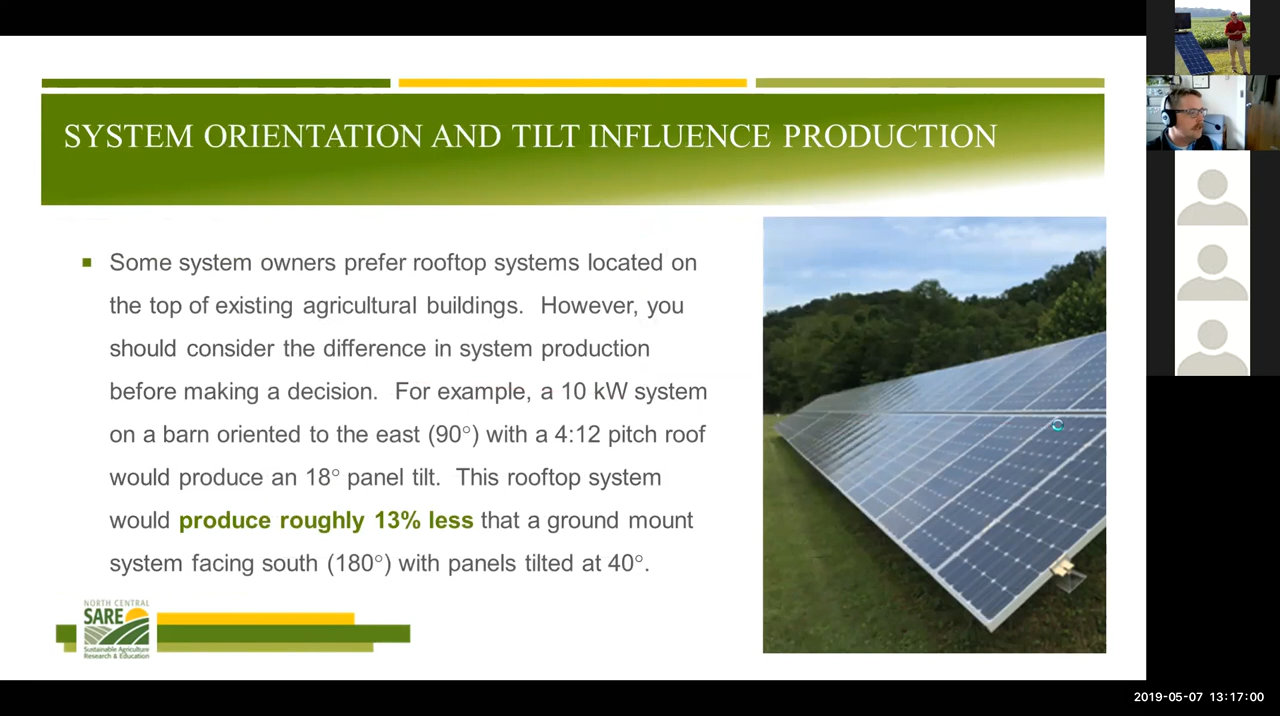 SYSTEM ORIENTATION AND TILT INFLUENCE PRODUCTION
Some system owners prefer rooftop systems located on
the top of existing agricultural buildings. However, you
should consider the difference in system production
before making a decision. For example, a 10 kW system
on a barn oriented to the east (90°) with a 4:12 pitch roof
would produce an 18° panel tilt. This rooftop system
would produce roughly 13% less that a ground mount
system facing south (180°) with panels tilted at 40°.
NORTH CENTRAL
SARE
Sustainable Agriculture
Research & Education
2019-05-07 13:17:00